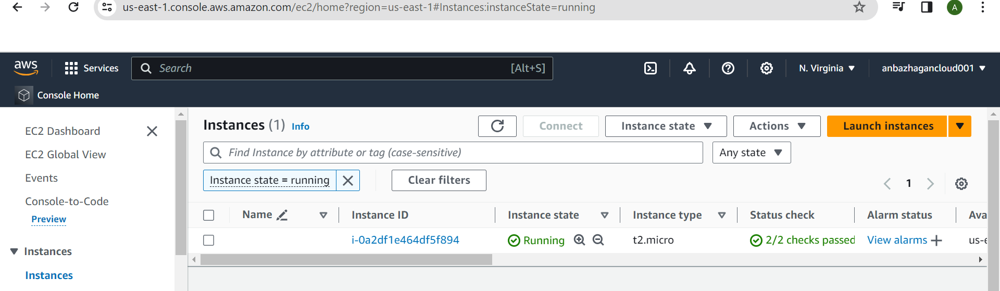 us-east-1.console.aws.amazon.com/ec2/home?region=us-east-1#Instances:instanceState=running
A
aws
Services
Search
[Alt+S]
N. Virginia
anbazhagancloud001
Console Home
EC2 Dashboard
EC2 Global View
Events
Console-to-Code
Preview
Instances
Instances
Instances (1) Info
Connect
Instance state
Actions
Launch instances
Find Instance by attribute or tag (case-sensitive)
Any state
Instance state = running
Clear filters
1
Name Instance ID Instance state Instance type Status check Alarm status Ava
i-0a2df1e464df5f894 Running t2.micro 2/2 checks passed View alarms us-e